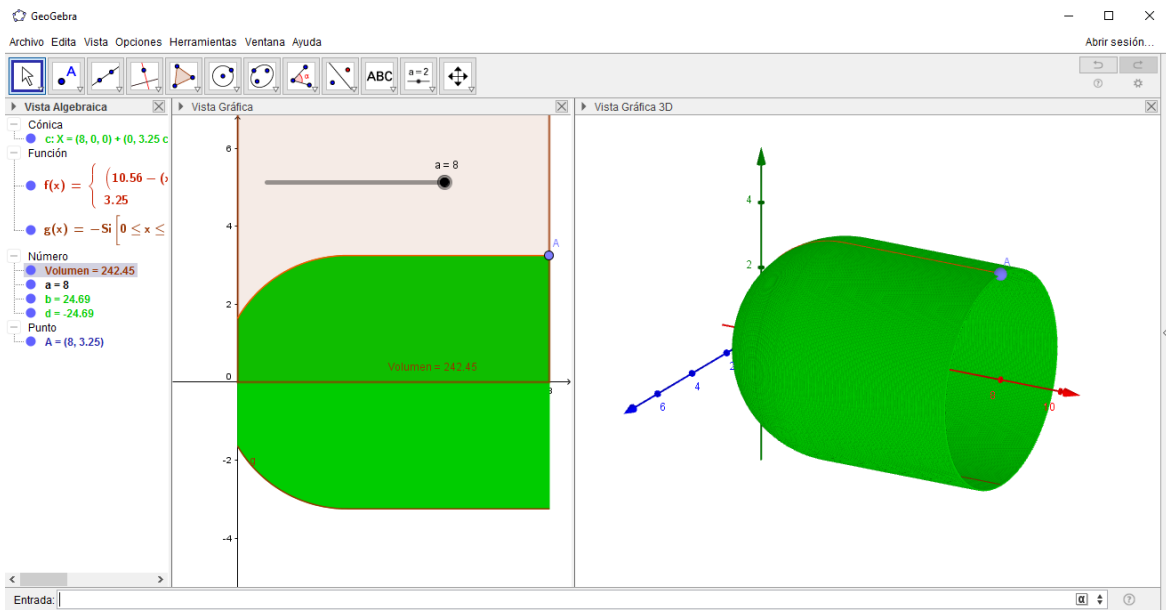 GeoGebra
Archivo Edita Vista Opciones Herramientas Ventana Ayuda
Abrir sesión...
A
α
ABC
a = 2
Vista Algebraica
Cónica
c: X = (8, 0, 0) + (0, 3.25 c
Función
f(x) = { (10.56 − (x
3.25
g(x) = −Si [0 ≤ x ≤
Número
Volumen = 242.45
a = 8
b = 24.69
d = -24.69
Punto
A = (8, 3.25)
Vista Gráfica
6
a = 8
4
A
2
Volumen = 242.45
0
8
-2
g
-4
Vista Gráfica 3D
4
2
A
2
4
6
10
Entrada:
α